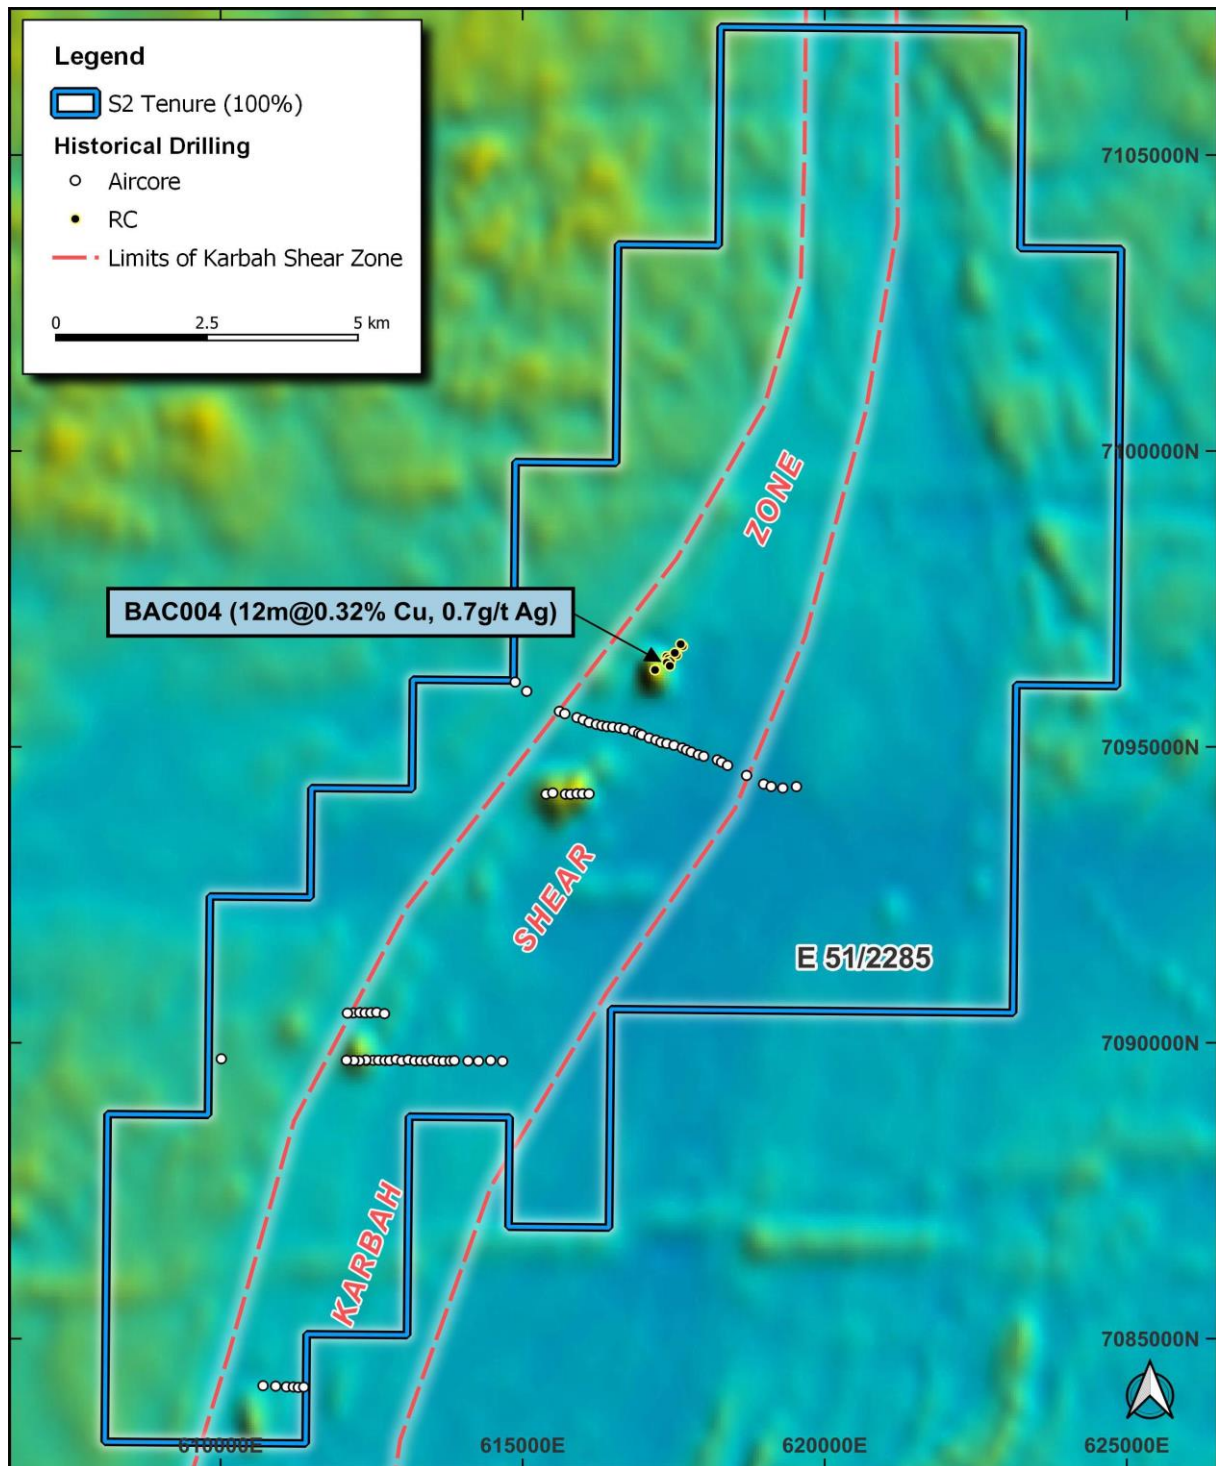 Legend
S2 Tenure (100%)
Historical Drilling
Aircore
RC
Limits of Karbah Shear Zone
0 2.5 5 km
7105000N
7100000N
ZONE
BAC004 (12m@0.32% Cu, 0.7g/t Ag)
7095000N
SHEAR
E 51/2285
7090000N
KARBAH
7085000N
610000E 615000E 620000E 625000E